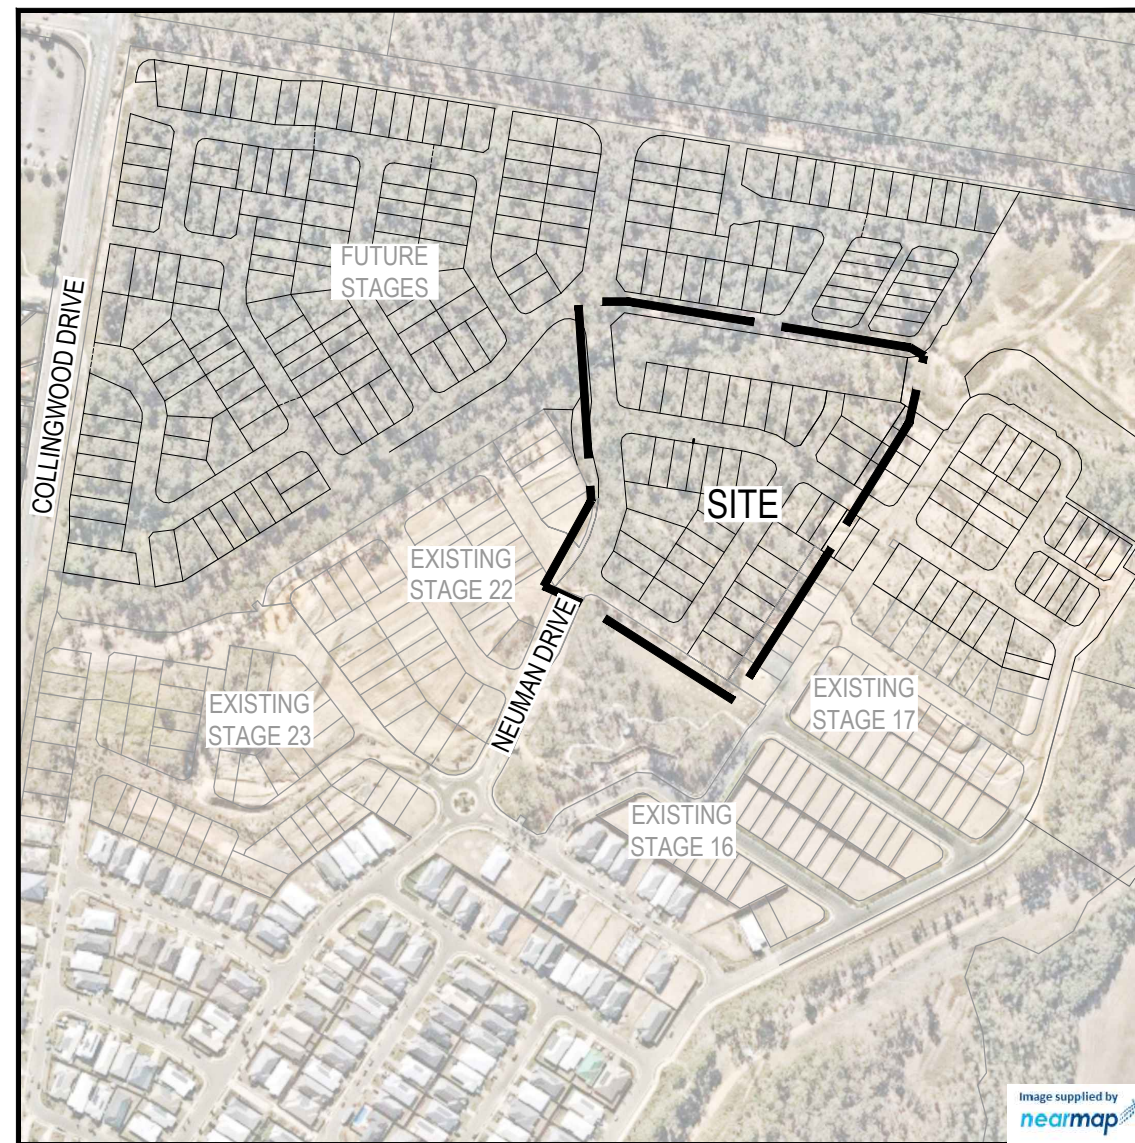 FUTURE
STAGES
COLLINGWOOD DRIVE
SITE
EXISTING
STAGE 22
NEUMAN DRIVE
EXISTING
STAGE 23
EXISTING
STAGE 17
EXISTING
STAGE 16
Image supplied by
nearmap